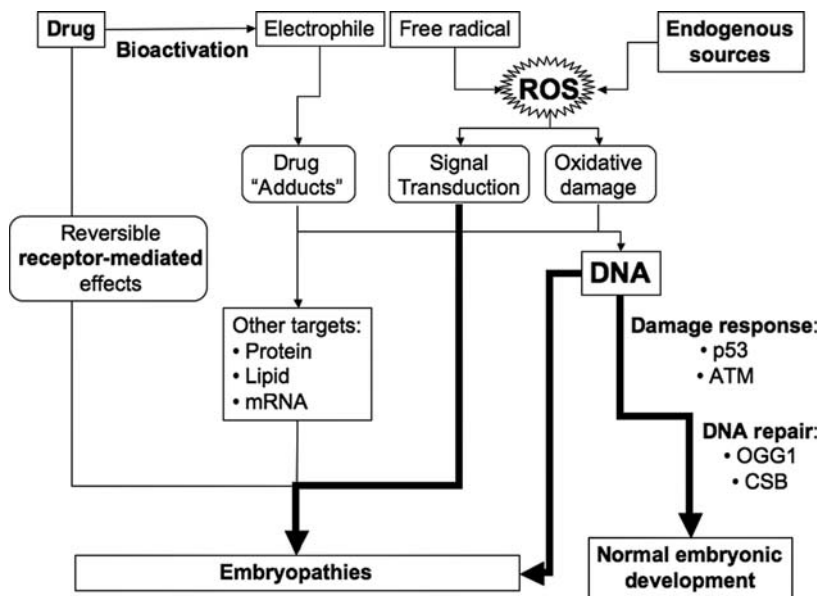 Drug
Bioactivation
Electrophile
Free radical
Endogenous
sources
ROS
Drug
“Adducts”
Signal
Transduction
Oxidative
damage
Reversible
receptor-mediated
effects
DNA
Other targets:
• Protein
• Lipid
• mRNA
Damage response:
• p53
• ATM
DNA repair:
• OGG1
• CSB
Embryopathies
Normal embryonic
development